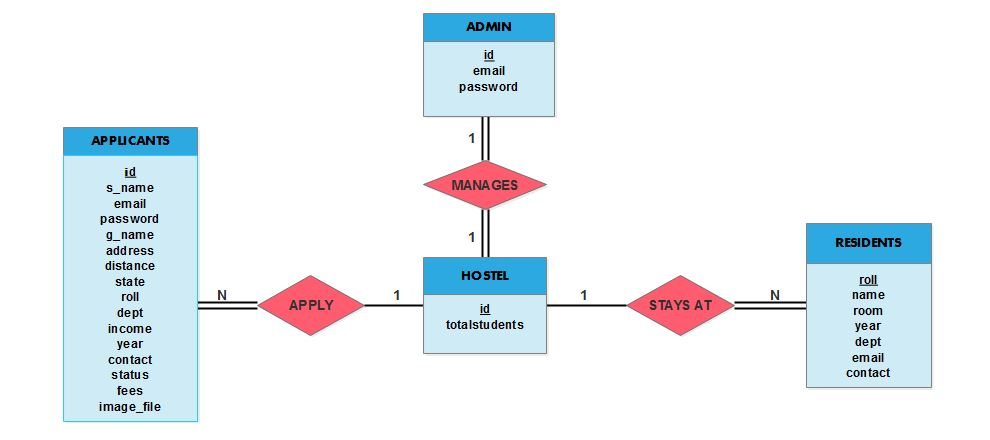 ADMIN
id
email
password
1
MANAGES
1
APPLICANTS
id
s_name
email
password
g_name
address
distance
state
roll
dept
income
year
contact
status
fees
image_file
N
APPLY
1
HOSTEL
id
totalstudents
1
STAYS AT
N
RESIDENTS
roll
name
room
year
dept
email
contact